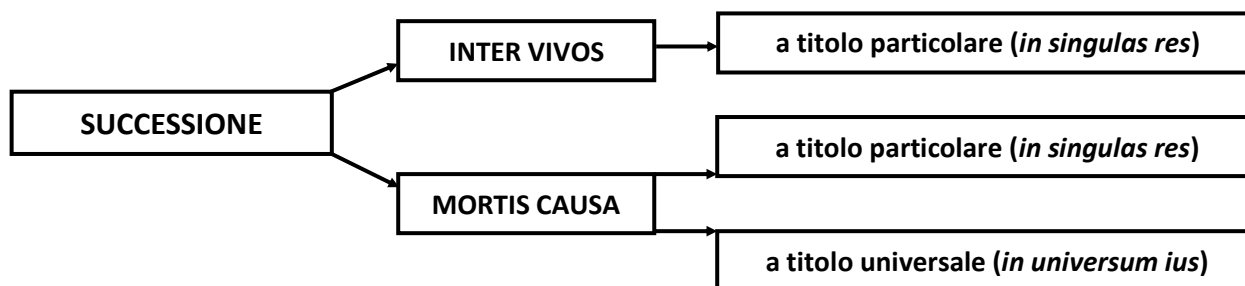 INTER VIVOS
a titolo particolare (in singulas res)
SUCCESSIONE
a titolo particolare (in singulas res)
MORTIS CAUSA
a titolo universale (in universum ius)